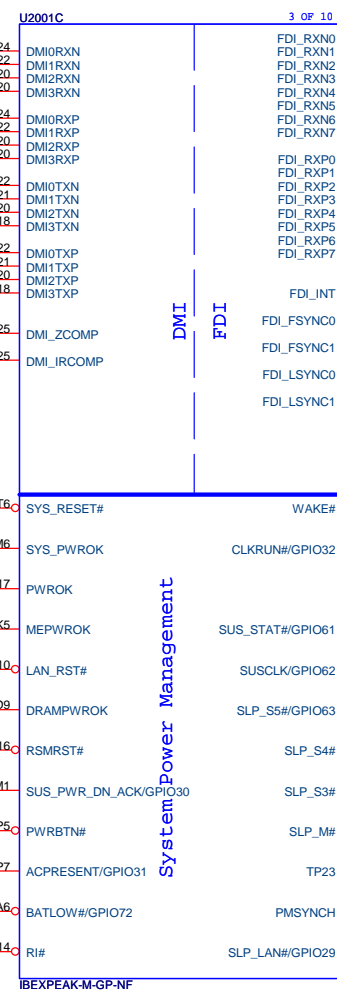 U2001C 3 OF 10
DMI0RXN
DMI1RXN
DMI2RXN
DMI3RXN
DMI0RXP
DMI1RXP
DMI2RXP
DMI3RXP
DMI0TXN
DMI1TXN
DMI2TXN
DMI3TXN
DMI0TXP
DMI1TXP
DMI2TXP
DMI3TXP
DMI_ZCOMP
DMI_IRCOMP
DMI
FDI
FDI_RXN0
FDI_RXN1
FDI_RXN2
FDI_RXN3
FDI_RXN4
FDI_RXN5
FDI_RXN6
FDI_RXN7
FDI_RXP0
FDI_RXP1
FDI_RXP2
FDI_RXP3
FDI_RXP4
FDI_RXP5
FDI_RXP6
FDI_RXP7
FDI_INT
FDI_FSYNC0
FDI_FSYNC1
FDI_LSYNC0
FDI_LSYNC1
SYS_RESET#
SYS_PWROK
PWROK
MEPWROK
LAN_RST#
DRAMPWROK
RSMRST#
SUS_PWR_DN_ACK/GPIO30
PWRBTN#
ACPRESENT/GPIO31
BATLOW#/GPIO72
RI#
System Power Management
WAKE#
CLKRUN#/GPIO32
SUS_STAT#/GPIO61
SUSCLK/GPIO62
SLP_S5#/GPIO63
SLP_S4#
SLP_S3#
SLP_M#
TP23
PMSYNCH
SLP_LAN#/GPIO29
IBEXPEAK-M-GP-NF